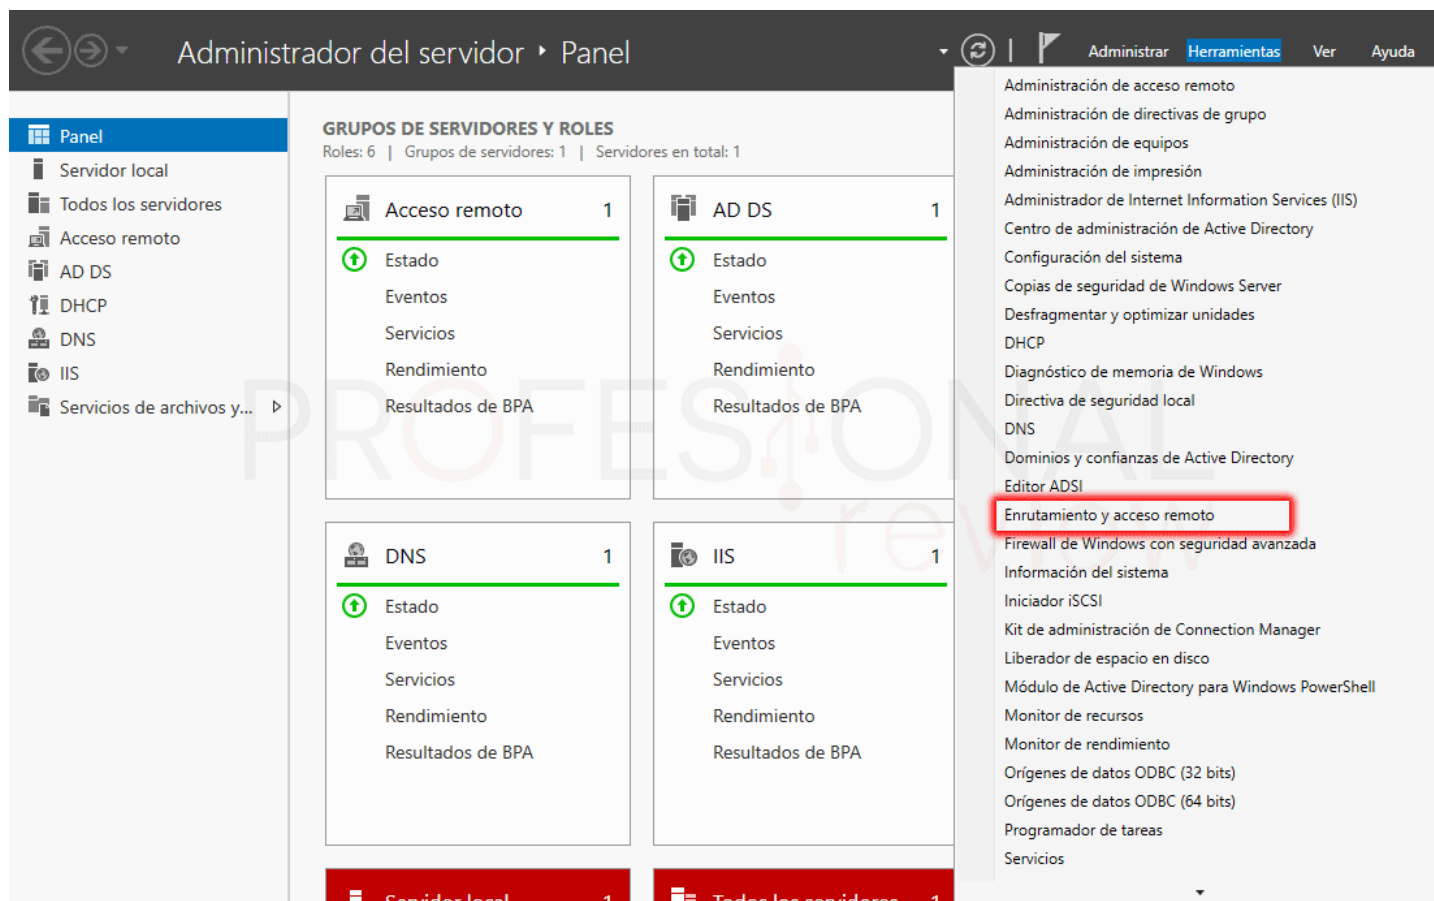 Administrador del servidor ‣ Panel
Administrar
Herramientas
Ver
Ayuda
Panel
Servidor local
Todos los servidores
Acceso remoto
AD DS
DHCP
DNS
IIS
Servicios de archivos y...
GRUPOS DE SERVIDORES Y ROLES
Roles: 6 | Grupos de servidores: 1 | Servidores en total: 1
Acceso remoto 1
Estado
Eventos
Servicios
Rendimiento
Resultados de BPA
AD DS 1
Estado
Eventos
Servicios
Rendimiento
Resultados de BPA
DNS 1
Estado
Eventos
Servicios
Rendimiento
Resultados de BPA
IIS 1
Estado
Eventos
Servicios
Rendimiento
Resultados de BPA
Servidor local 1
Todos los servidores 1
Administración de acceso remoto
Administración de directivas de grupo
Administración de equipos
Administración de impresión
Administrador de Internet Information Services (IIS)
Centro de administración de Active Directory
Configuración del sistema
Copias de seguridad de Windows Server
Desfragmentar y optimizar unidades
DHCP
Diagnóstico de memoria de Windows
Directiva de seguridad local
DNS
Dominios y confianzas de Active Directory
Editor ADSI
Enrutamiento y acceso remoto
Firewall de Windows con seguridad avanzada
Información del sistema
Iniciador iSCSI
Kit de administración de Connection Manager
Liberador de espacio en disco
Módulo de Active Directory para Windows PowerShell
Monitor de recursos
Monitor de rendimiento
Orígenes de datos ODBC (32 bits)
Orígenes de datos ODBC (64 bits)
Programador de tareas
Servicios
PROFESIONAL
review